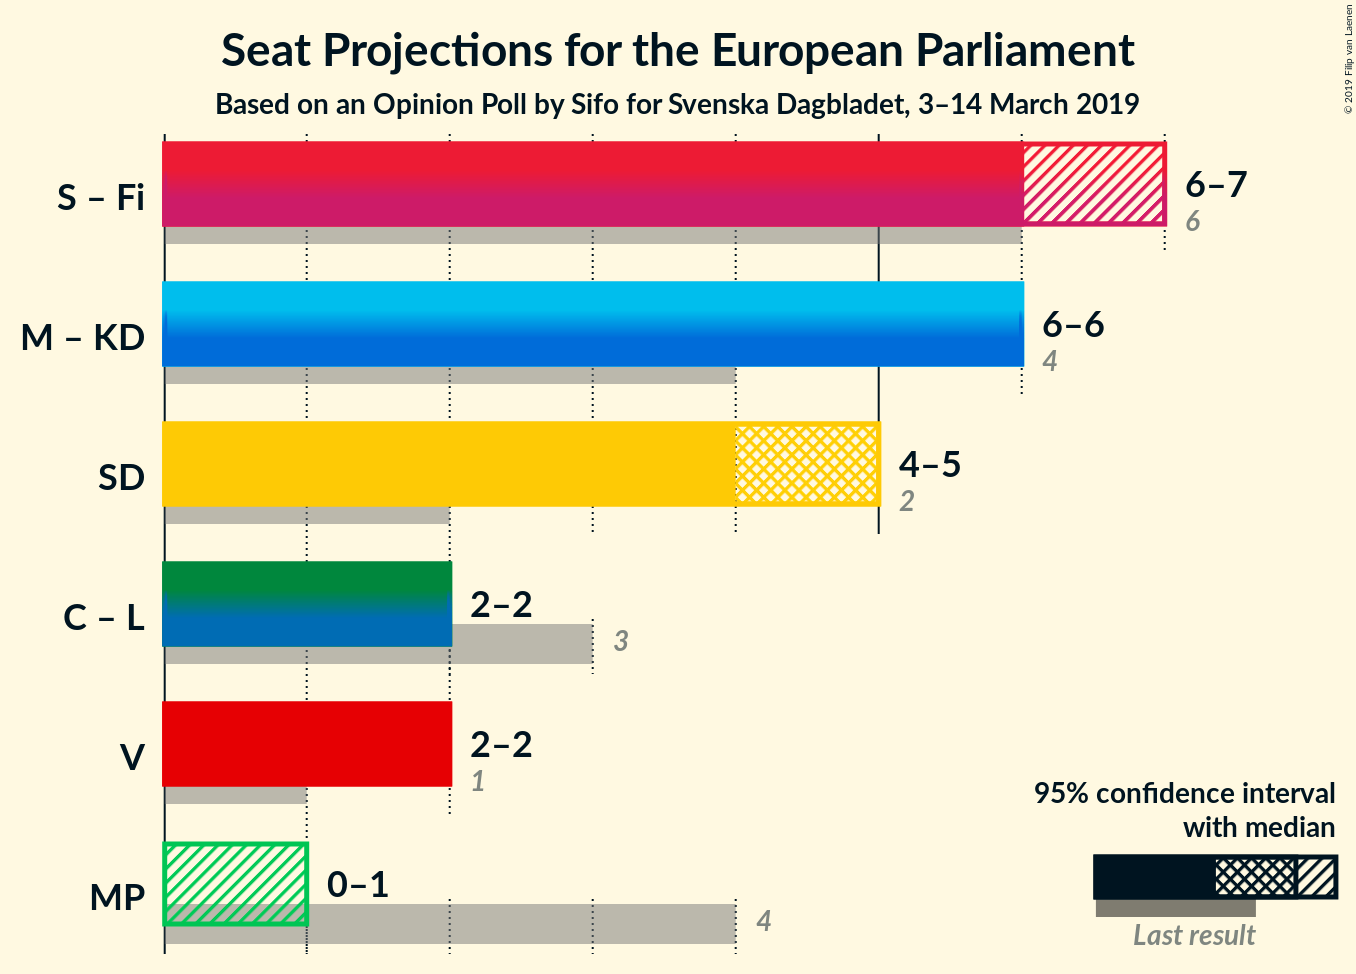 Seat Projections for the European Parliament
Based on an Opinion Poll by Sifo for Svenska Dagbladet, 3–14 March 2019
© 2019 Filip van Laenen
S – Fi
6–7
6
M – KD
6–6
4
SD
4–5
2
C – L
2–2
3
V
2–2
1
MP
0–1
4
95% confidence interval
with median
Last result